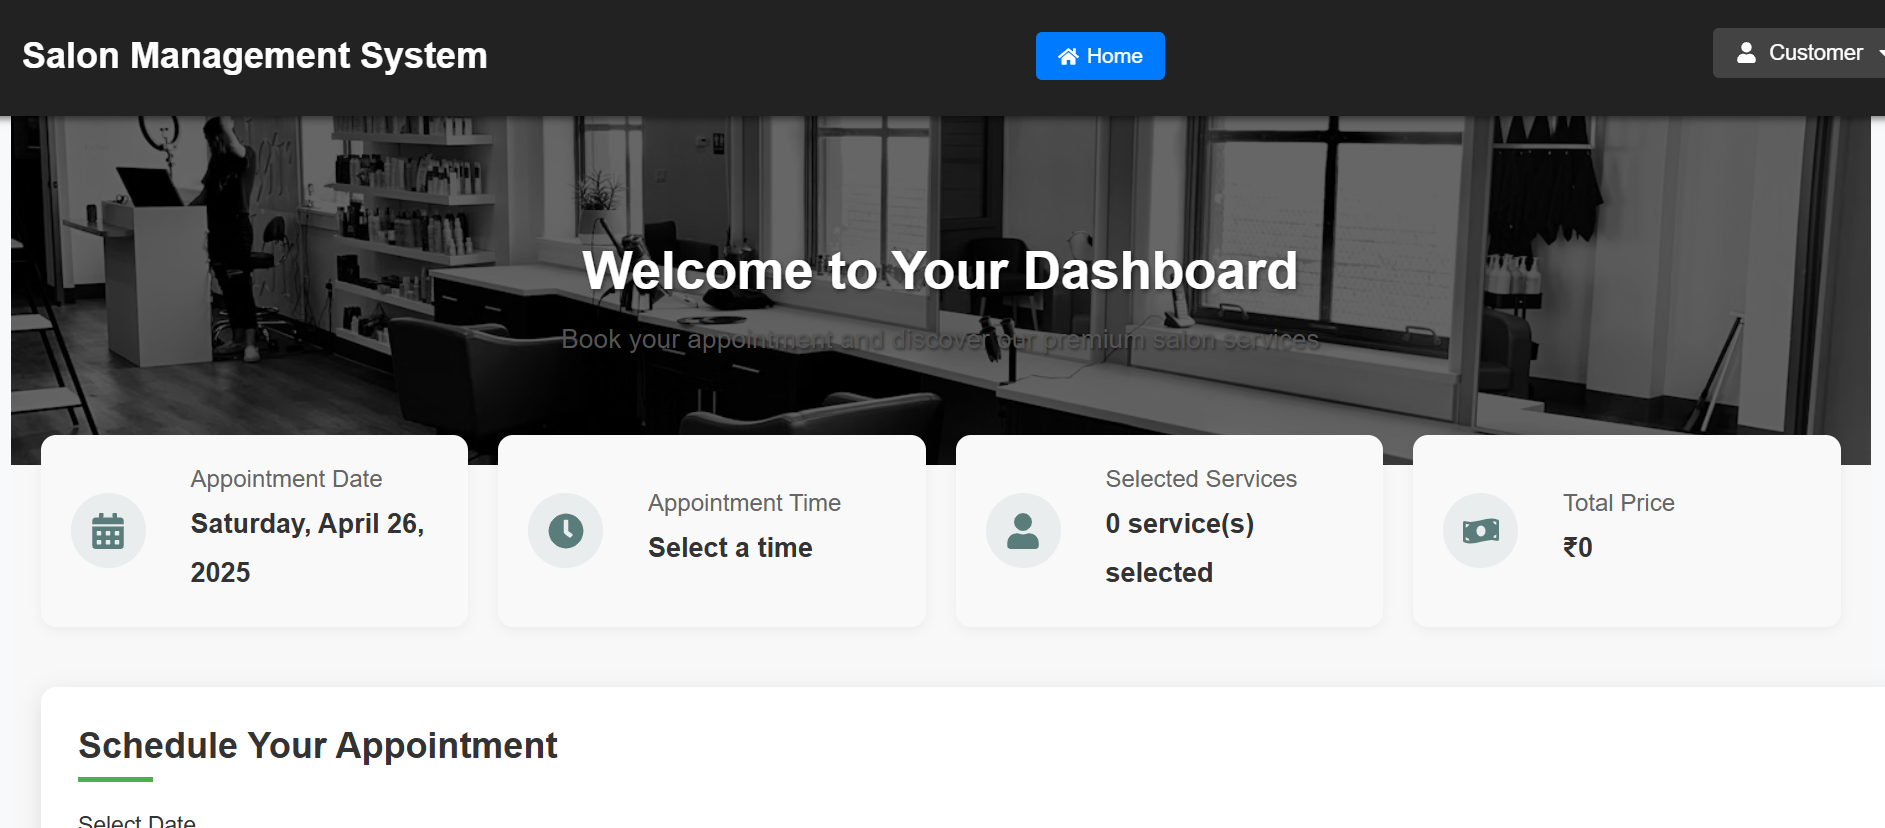 Salon Management System
Home
Customer
Welcome to Your Dashboard
Book your appointment and discover our premium salon services
Appointment Date
Saturday, April 26,
2025
Appointment Time
Select a time
Selected Services
0 service(s)
selected
Total Price
₹0
Schedule Your Appointment
Select Date